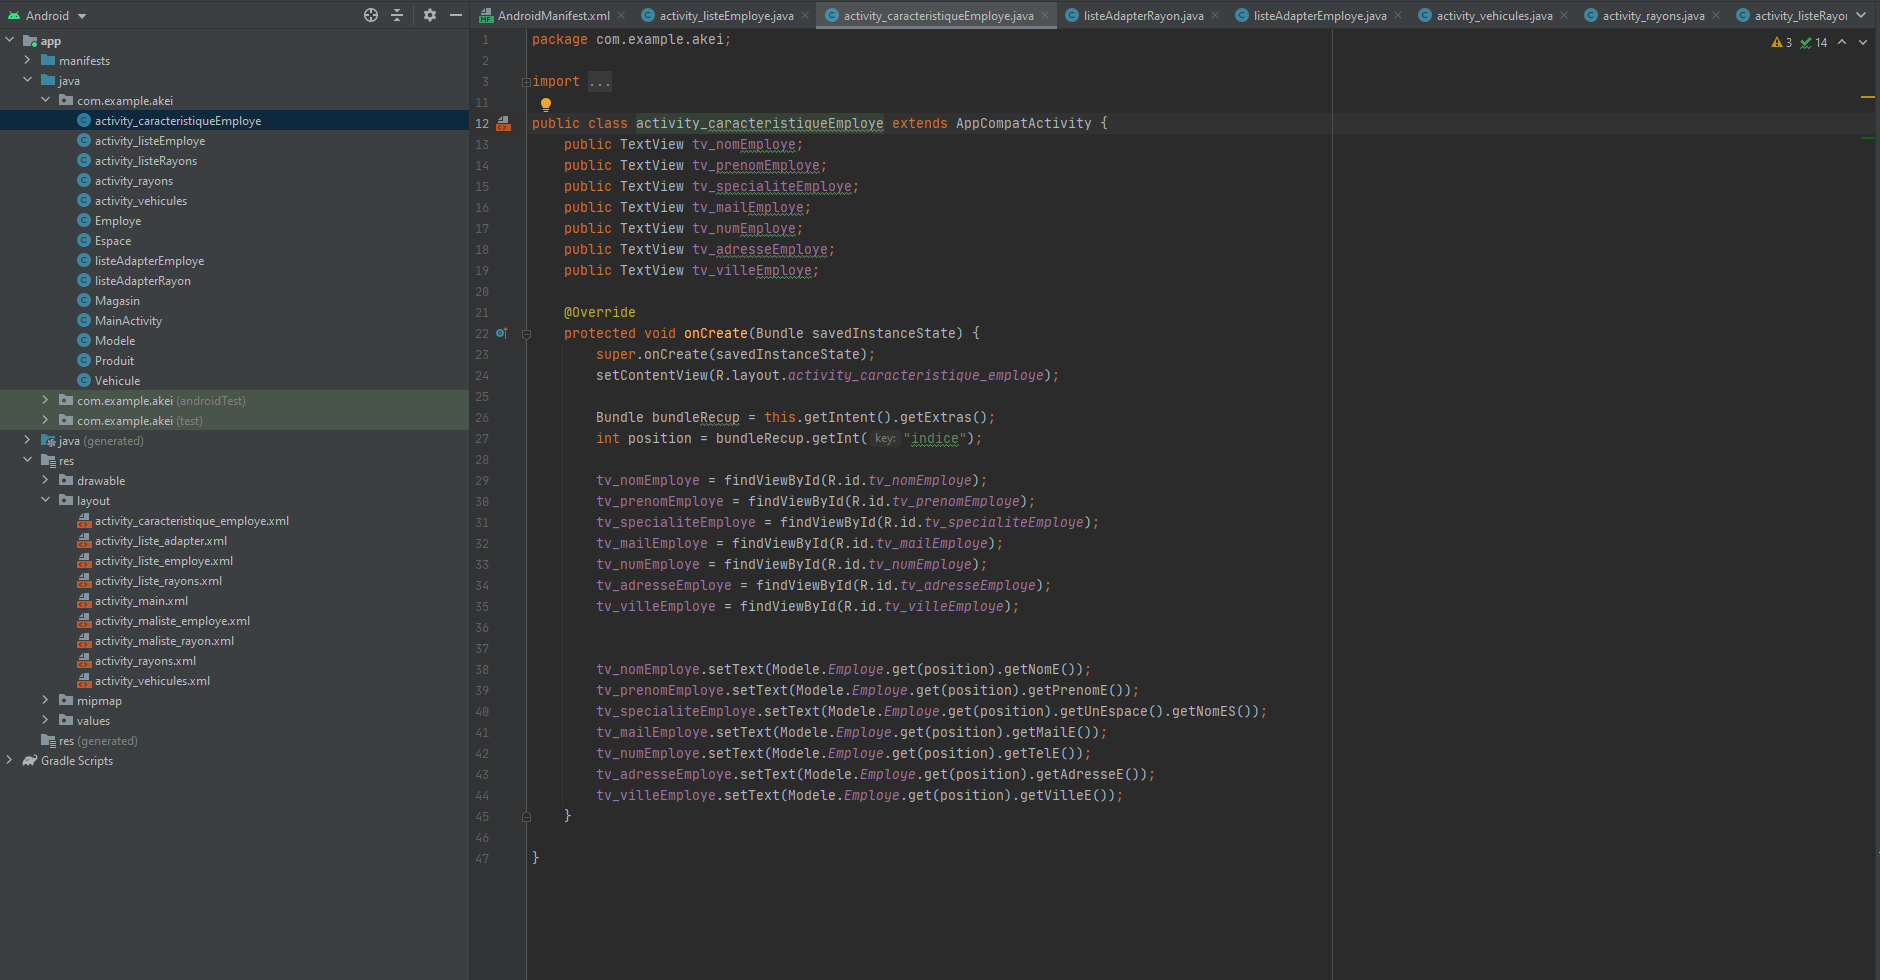 Android
app
manifests
java
com.example.akei
activity_caracteristiqueEmploye
activity_listeEmploye
activity_listeRayons
activity_rayons
activity_vehicules
Employe
Espace
listeAdapterEmploye
listeAdapterRayon
Magasin
MainActivity
Modele
Produit
Vehicule
com.example.akei (androidTest)
com.example.akei (test)
java (generated)
res
drawable
layout
activity_caracteristique_employe.xml
activity_liste_adapter.xml
activity_liste_employe.xml
activity_liste_rayons.xml
activity_main.xml
activity_maliste_employe.xml
activity_maliste_rayon.xml
activity_rayons.xml
activity_vehicules.xml
mipmap
values
res (generated)
Gradle Scripts
MF AndroidManifest.xml activity_listeEmploye.java activity_caracteristiqueEmploye.java listeAdapterRayon.java listeAdapterEmploye.java activity_vehicules.java activity_rayons.java activity_listeRayo
3 14
1 package com.example.akei;
2
3 import ...
11
12 public class activity_caracteristiqueEmploye extends AppCompatActivity {
13 public TextView tv_nomEmploye;
14 public TextView tv_prenomEmploye;
15 public TextView tv_specialiteEmploye;
16 public TextView tv_mailEmploye;
17 public TextView tv_numEmploye;
18 public TextView tv_adresseEmploye;
19 public TextView tv_villeEmploye;
20
21 @Override
22 protected void onCreate(Bundle savedInstanceState) {
23 super.onCreate(savedInstanceState);
24 setContentView(R.layout.activity_caracteristique_employe);
25
26 Bundle bundleRecup = this.getIntent().getExtras();
27 int position = bundleRecup.getInt( key: "indice");
28
29 tv_nomEmploye = findViewById(R.id.tv_nomEmploye);
30 tv_prenomEmploye = findViewById(R.id.tv_prenomEmploye);
31 tv_specialiteEmploye = findViewById(R.id.tv_specialiteEmploye);
32 tv_mailEmploye = findViewById(R.id.tv_mailEmploye);
33 tv_numEmploye = findViewById(R.id.tv_numEmploye);
34 tv_adresseEmploye = findViewById(R.id.tv_adresseEmploye);
35 tv_villeEmploye = findViewById(R.id.tv_villeEmploye);
36
37
38 tv_nomEmploye.setText(Modele.Employe.get(position).getNomE());
39 tv_prenomEmploye.setText(Modele.Employe.get(position).getPrenomE());
40 tv_specialiteEmploye.setText(Modele.Employe.get(position).getUnEspace().getNomES());
41 tv_mailEmploye.setText(Modele.Employe.get(position).getMailE());
42 tv_numEmploye.setText(Modele.Employe.get(position).getTelE());
43 tv_adresseEmploye.setText(Modele.Employe.get(position).getAdresseE());
44 tv_villeEmploye.setText(Modele.Employe.get(position).getVilleE());
45 }
46
47 }